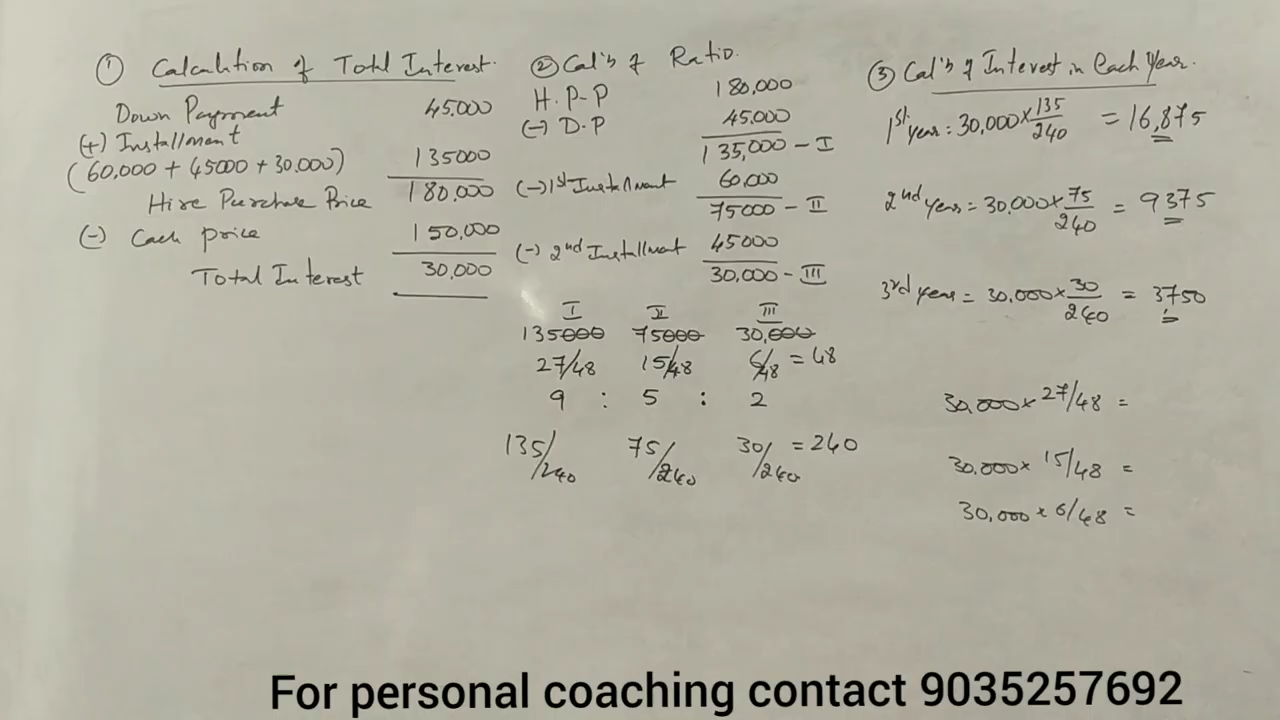 ① Calculation of Total Interest.
Down Payment 45.000
(+) Installment
(60,000 + 45000 + 30.000) 135000
Hire Purchase Price 180.000
(-) Cash price 150,000
Total Interest 30,000
② Cal'n of Ratio.
H.P.P 180,000
(-) D.P 45.000
135,000 - I
(-) 1st Installment 60,000
75000 - II
(-) 2nd Installment 45000
30,000 - III
I II III
135000 75000 30,000
27/48 15/48 6/48 = 48
9 : 5 : 2
135/240 75/240 30/240 = 240
③ Cal'n of Interest in Each Year.
1st year = 30,000 × 135/240 = 16,875
2nd year = 30,000 × 75/240 = 9375
3rd year = 30,000 × 30/240 = 3750
30,000 × 27/48 =
30,000 × 15/48 =
30,000 × 6/48 =
For personal coaching contact 9035257692